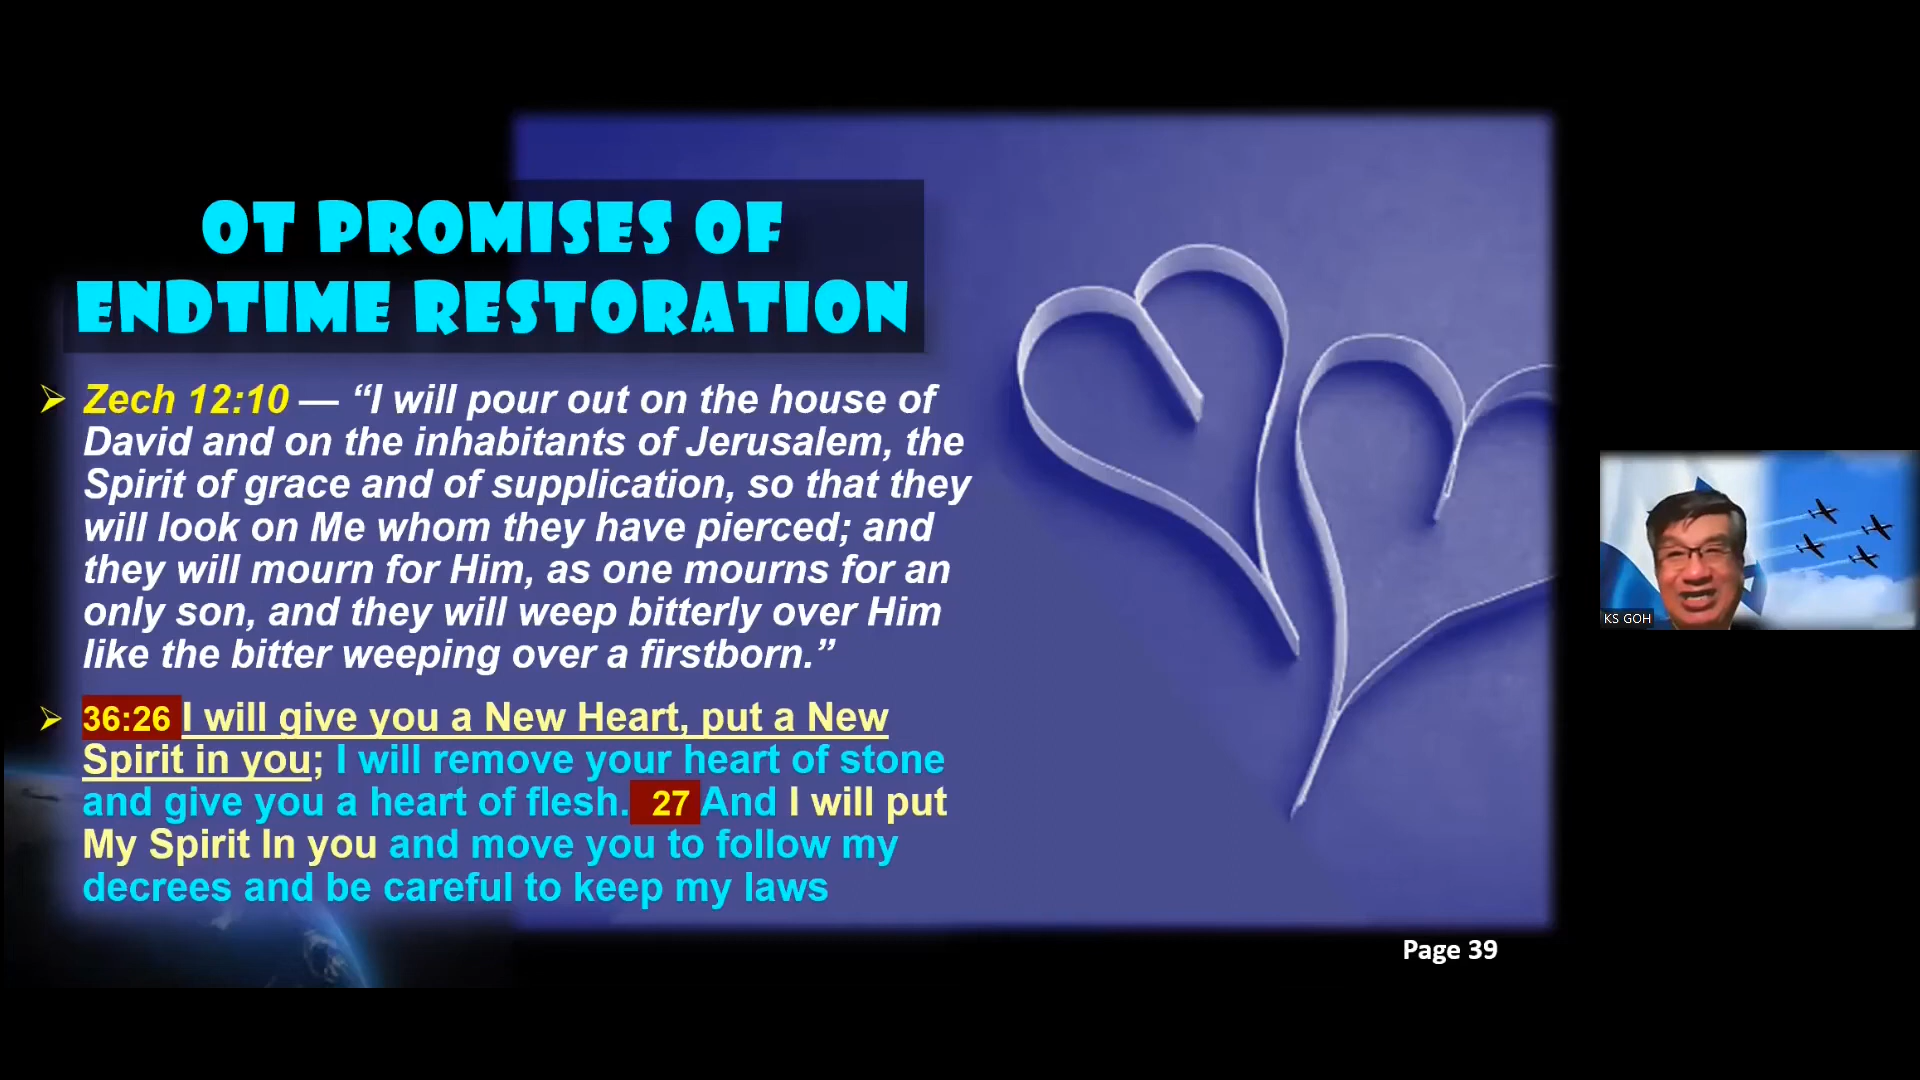 OT PROMISES OF
ENDTIME RESTORATION
Zech 12:10 — “I will pour out on the house of
David and on the inhabitants of Jerusalem, the
Spirit of grace and of supplication, so that they
will look on Me whom they have pierced; and
they will mourn for Him, as one mourns for an
only son, and they will weep bitterly over Him
like the bitter weeping over a firstborn.”
36:26 I will give you a New Heart, put a New
Spirit in you; I will remove your heart of stone
and give you a heart of flesh. 27 And I will put
My Spirit In you and move you to follow my
decrees and be careful to keep my laws
Page 39
KS GOH